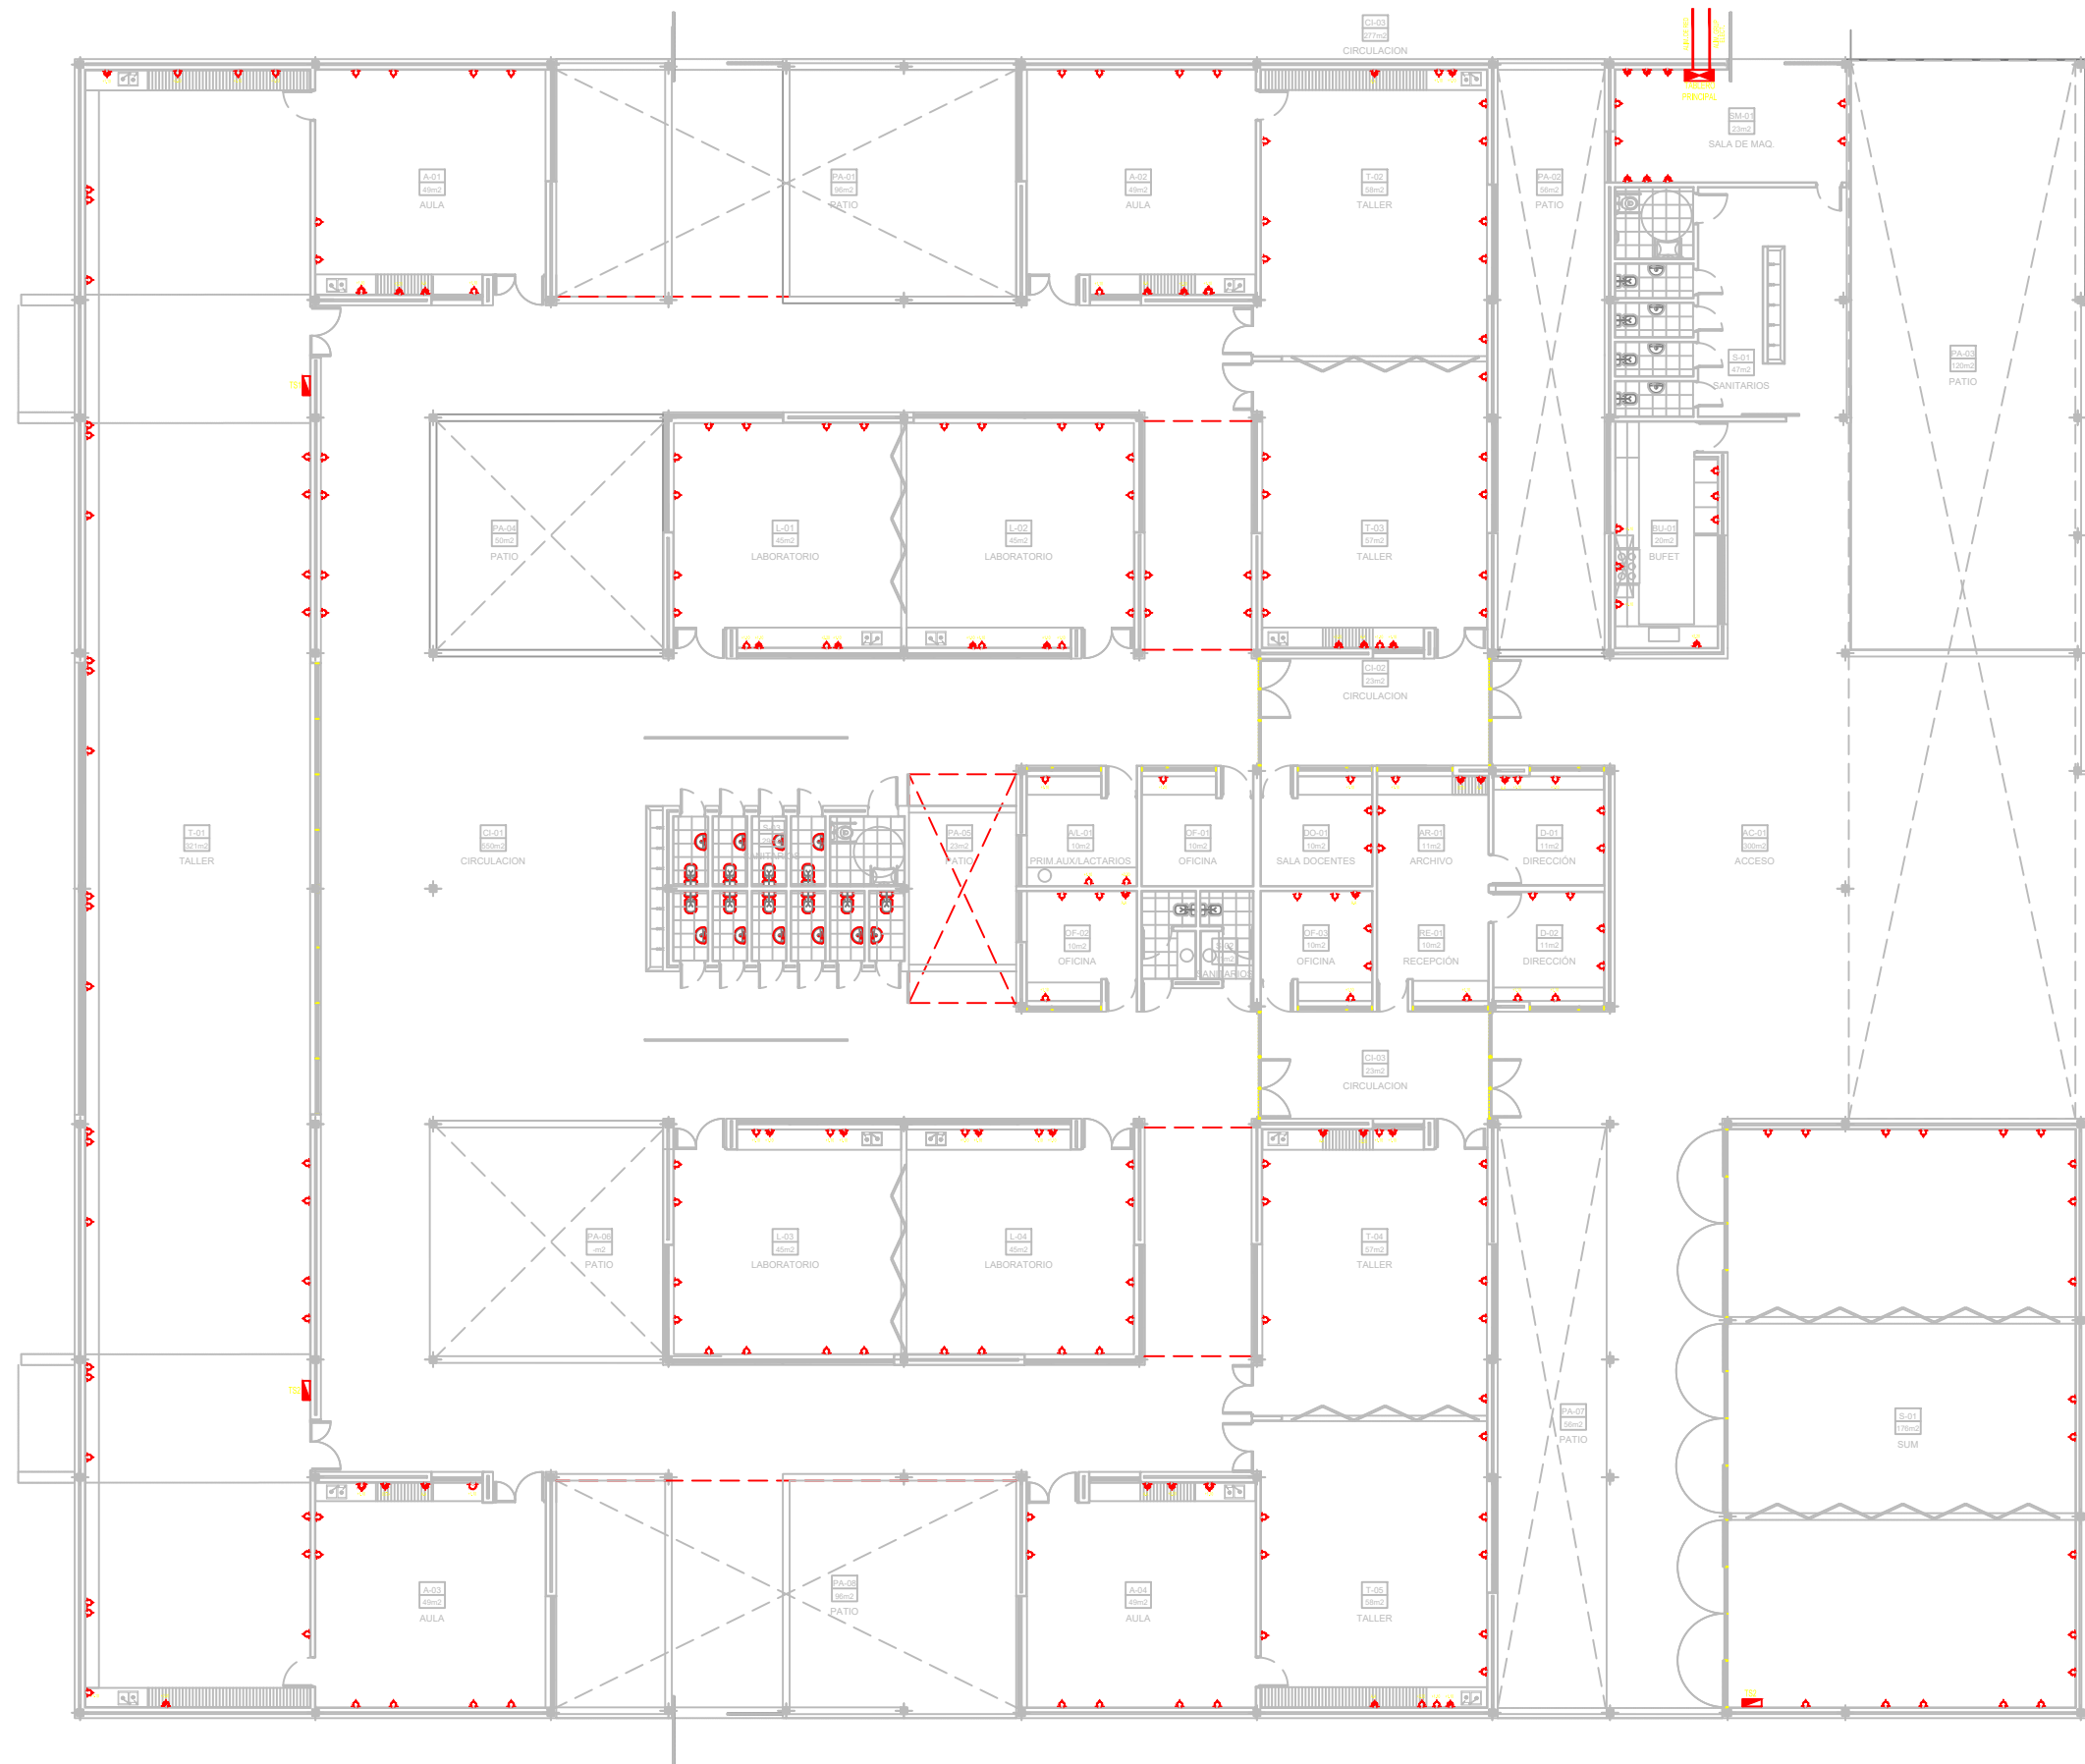 CI-03
277m2
CIRCULACION
TABLERO
PRINCIPAL
SM-01
23m2
SALA DE MAQ.
A-01
49m2
AULA
PA-01
96m2
PATIO
A-02
49m2
AULA
T-02
58m2
TALLER
PA-02
56m2
PATIO
S-01
47m2
SANITARIOS
PA-03
120m2
PATIO
PA-04
50m2
PATIO
L-01
45m2
LABORATORIO
L-02
45m2
LABORATORIO
T-03
57m2
TALLER
BU-01
20m2
BUFET
CI-02
23m2
CIRCULACION
T-01
321m2
TALLER
CI-01
550m2
CIRCULACION
SANITARIOS
PA-05
23m2
PATIO
A/L-01
10m2
PRIM.AUX/LACTARIOS
OF-01
10m2
OFICINA
DO-01
10m2
SALA DOCENTES
AR-01
11m2
ARCHIVO
D-01
11m2
DIRECCIÓN
AC-01
300m2
ACCESO
OF-02
10m2
OFICINA
SANITARIOS
OF-03
10m2
OFICINA
RE-01
10m2
RECEPCIÓN
D-02
11m2
DIRECCIÓN
CI-03
23m2
CIRCULACION
PA-06
-m2
PATIO
L-03
45m2
LABORATORIO
L-04
45m2
LABORATORIO
T-04
57m2
TALLER
PA-07
56m2
PATIO
S-01
176m2
SUM
A-03
49m2
AULA
PA-08
96m2
PATIO
A-04
49m2
AULA
T-05
58m2
TALLER